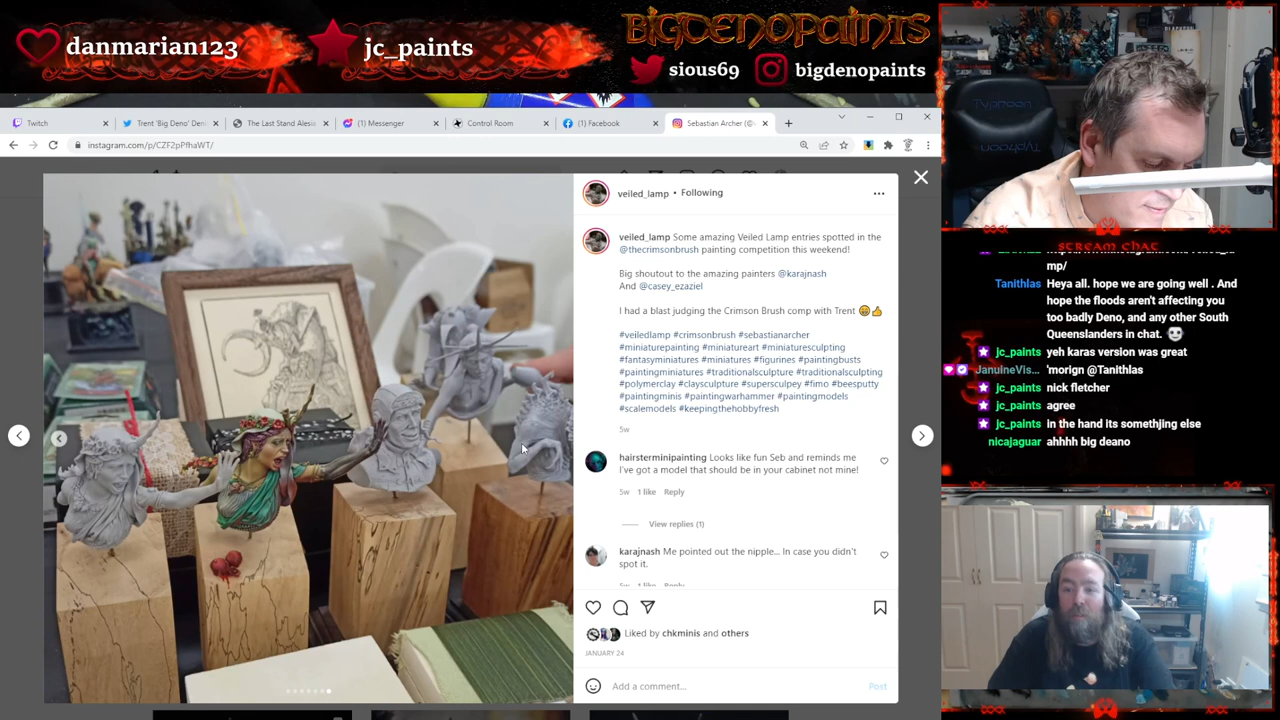 danmarian123
jc_paints
BIGDENOPAINTS
sious69
bigdenopaints
Twitch
Trent 'Big Deno' Den
The Last Stand Alesia
(1) Messenger
Control Room
(1) Facebook
Sebastian Archer (@
instagram.com/p/CZF2pPfhaWT/
veiled_lamp • Following
veiled_lamp Some amazing Veiled Lamp entries spotted in the
@thecrimsonbrush painting competition this weekend!
Big shoutout to the amazing painters @karajnash
And @casey_ezaziel
I had a blast judging the Crimson Brush comp with Trent 😄👍
#veiledlamp #crimsonbrush #sebastianarcher
#miniaturepainting #miniatureart #miniaturesculpting
#fantasyminiatures #miniatures #figurines #paintingbusts
#paintingminiatures #traditionalsculpture #traditionalsculpting
#polymerclay #claysculpture #supersculpey #fimo #beesputty
#paintingminis #paintingwarhammer #paintingmodels
#scalemodels #keepingthehobbyfresh
5w
hairsterminipainting Looks like fun Seb and reminds me
I've got a model that should be in your cabinet not mine!
5w 1 like Reply
View replies (1)
karajnash Me pointed out the nipple... In case you didn't
spot it.
5w 1 like Reply
Liked by chkminis and others
JANUARY 24
Add a comment...
Post
Typhoon
STREAM CHAT
mp/
Tanithlas Heya all. hope we are going well . And
hope the floods aren't affecting you
too badly Deno, and any other South
Queenslanders in chat.
jc_paints yeh karas version was great
JanuineVis... 'morign @Tanithlas
jc_paints nick fletcher
jc_paints agree
jc_paints in the hand its somethjing else
nicajaguar ahhhh big deano